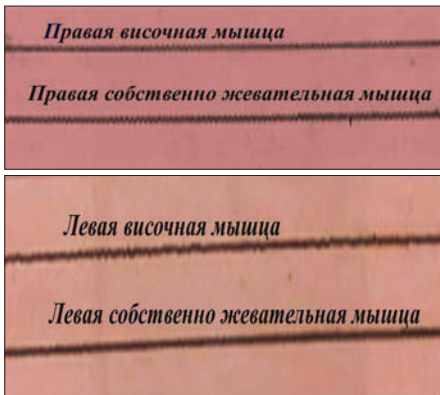 Правая височная мышца
Правая собственно жевательная мышца
Левая височная мышца
Левая собственно жевательная мышца